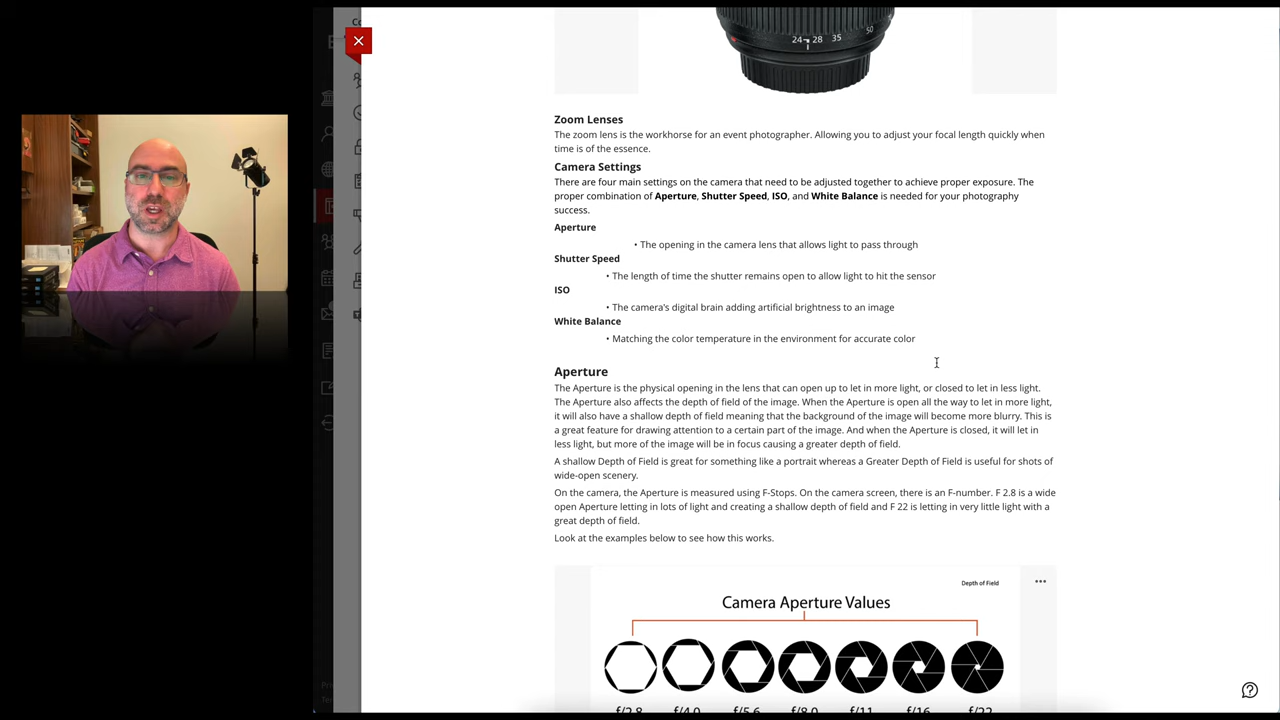 24 28 35 50
Zoom Lenses
The zoom lens is the workhorse for an event photographer. Allowing you to adjust your focal length quickly when
time is of the essence.
Camera Settings
There are four main settings on the camera that need to be adjusted together to achieve proper exposure. The
proper combination of Aperture, Shutter Speed, ISO, and White Balance is needed for your photography
success.
Aperture
• The opening in the camera lens that allows light to pass through
Shutter Speed
• The length of time the shutter remains open to allow light to hit the sensor
ISO
• The camera's digital brain adding artificial brightness to an image
White Balance
• Matching the color temperature in the environment for accurate color
Aperture
The Aperture is the physical opening in the lens that can open up to let in more light, or closed to let in less light.
The Aperture also affects the depth of field of the image. When the Aperture is open all the way to let in more light,
it will also have a shallow depth of field meaning that the background of the image will become more blurry. This is
a great feature for drawing attention to a certain part of the image. And when the Aperture is closed, it will let in
less light, but more of the image will be in focus causing a greater depth of field.
A shallow Depth of Field is great for something like a portrait whereas a Greater Depth of Field is useful for shots of
wide-open scenery.
On the camera, the Aperture is measured using F-Stops. On the camera screen, there is an F-number. F 2.8 is a wide
open Aperture letting in lots of light and creating a shallow depth of field and F 22 is letting in very little light with a
great depth of field.
Look at the examples below to see how this works.
Depth of Field
Camera Aperture Values
f/2.8 f/4.0 f/5.6 f/8.0 f/11 f/16 f/22